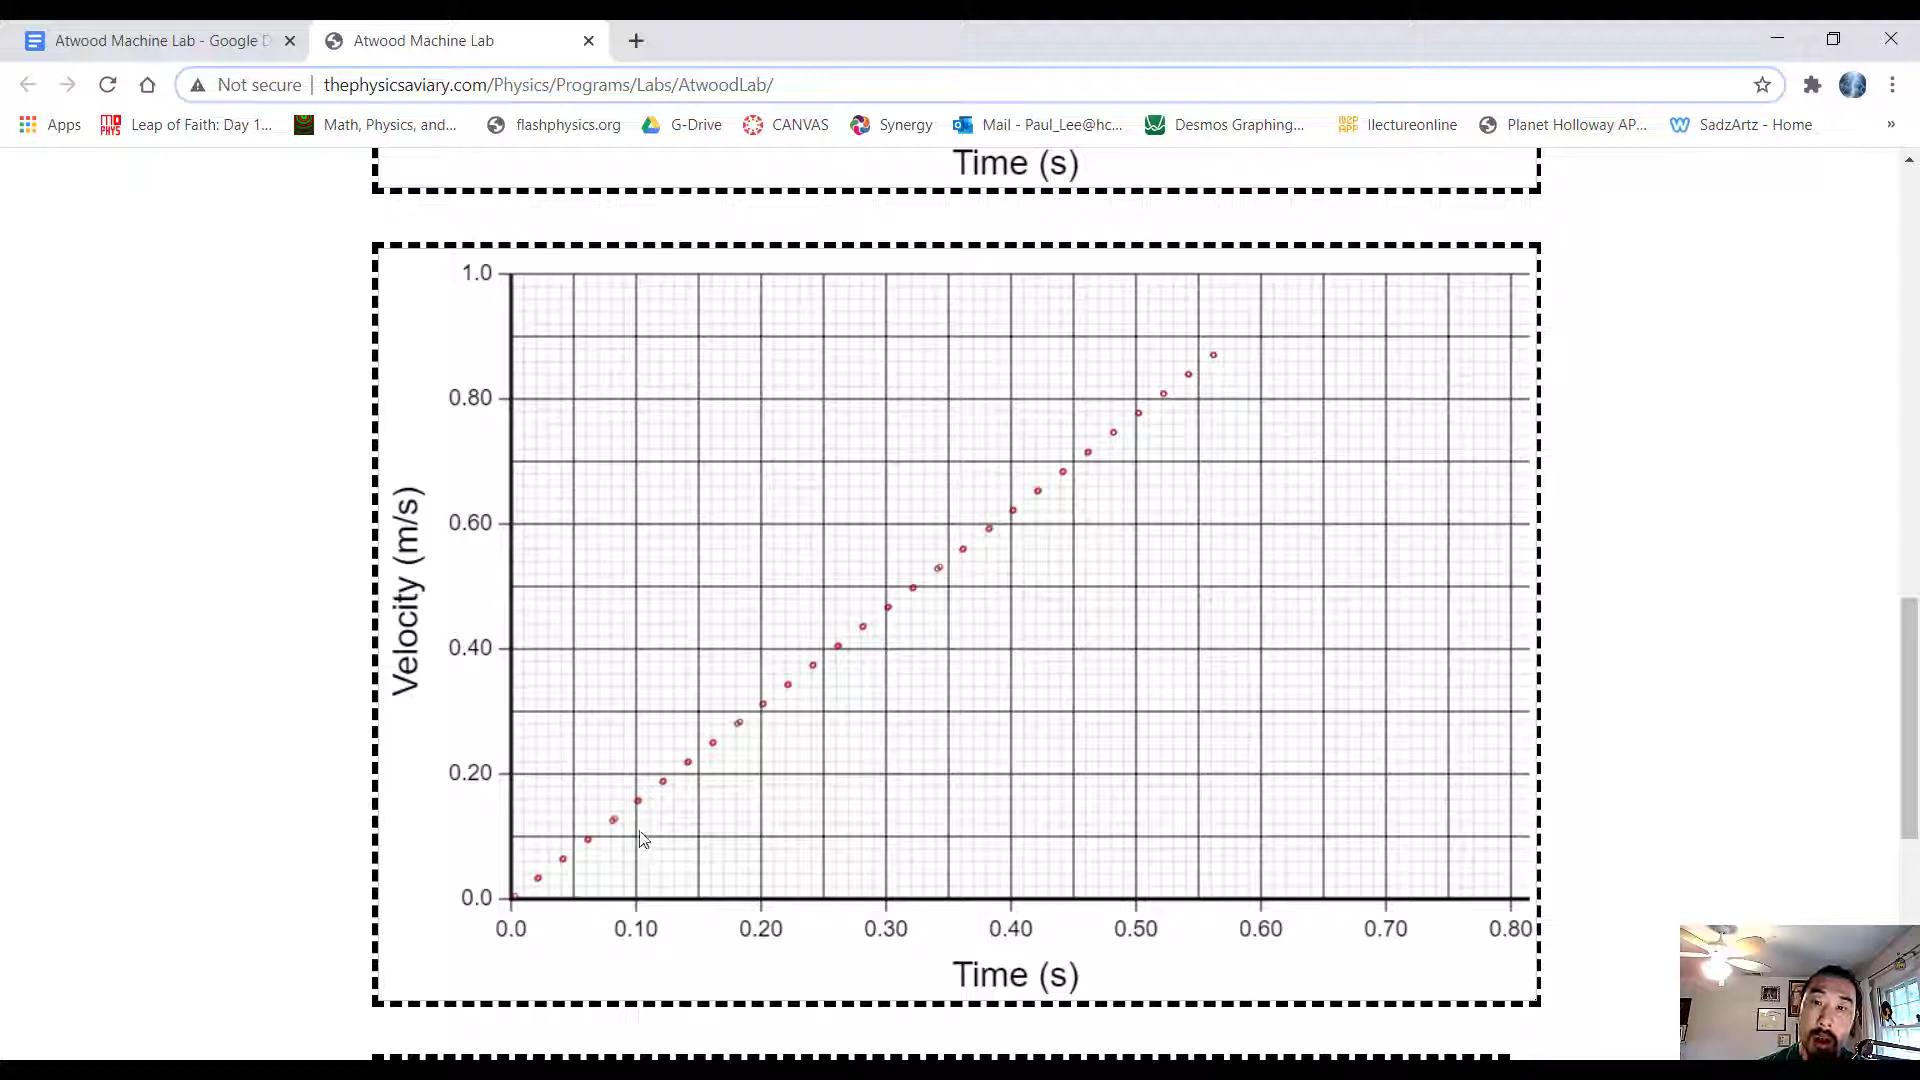 Atwood Machine Lab - Google D
Atwood Machine Lab
Not secure
thephysicsaviary.com/Physics/Programs/Labs/AtwoodLab/
Apps
MO PHYS
Leap of Faith: Day 1...
Math, Physics, and...
flashphysics.org
G-Drive
CANVAS
Synergy
Mail - Paul_Lee@hc...
Desmos Graphing...
Ilectureonline
Planet Holloway AP...
SadzArtz - Home
»
Time (s)
1.0
0.80
0.60
0.40
0.20
0.0
Velocity (m/s)
0.0
0.10
0.20
0.30
0.40
0.50
0.60
0.70
0.80
Time (s)